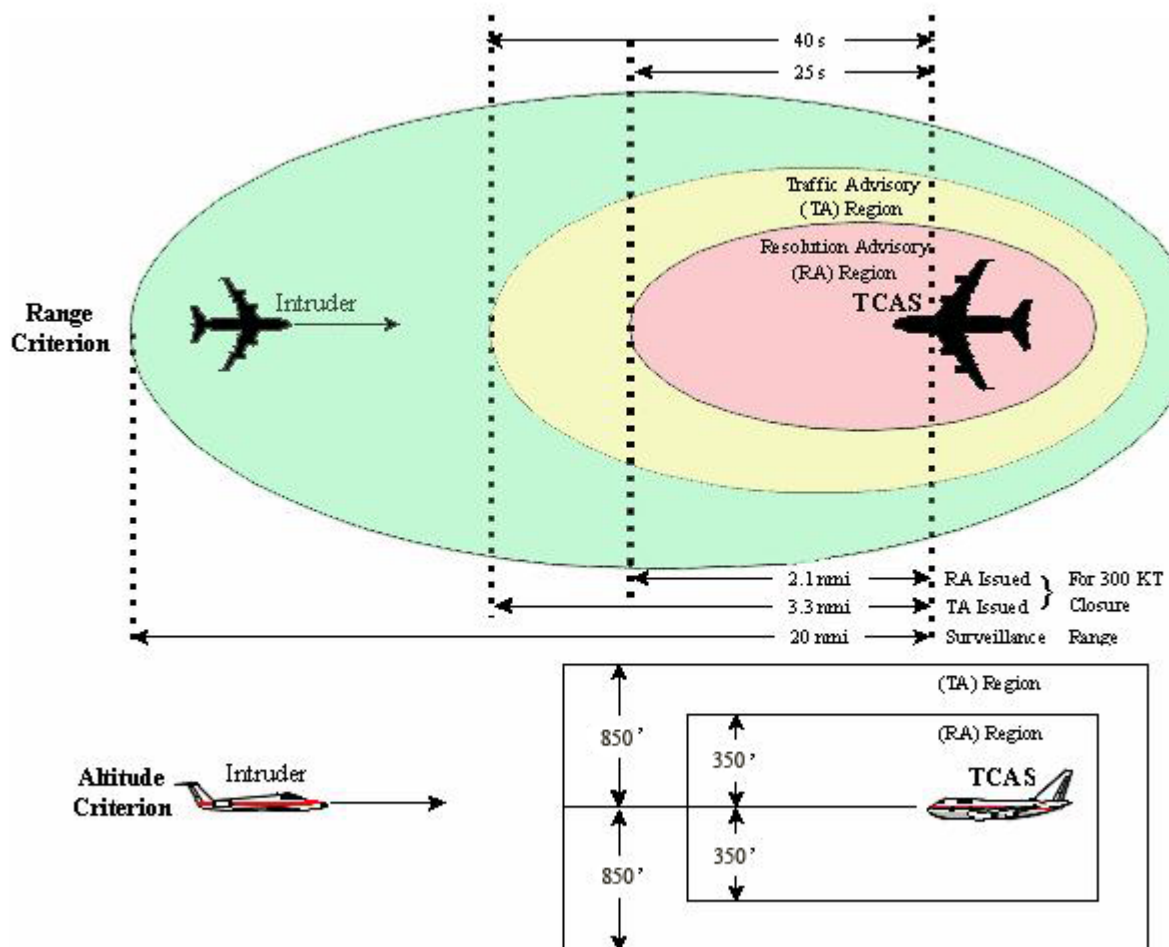 40 s
25 s
Traffic Advisory
(TA) Region
Resolution Advisory
(RA) Region
TCAS
Intruder
Range
Criterion
2.1 nmi RA Issued } For 300 KT
3.3 nmi TA Issued Closure
20 nmi Surveillance Range
(TA) Region
850’
350’
(RA) Region
TCAS
Intruder
Altitude
Criterion
350’
850’